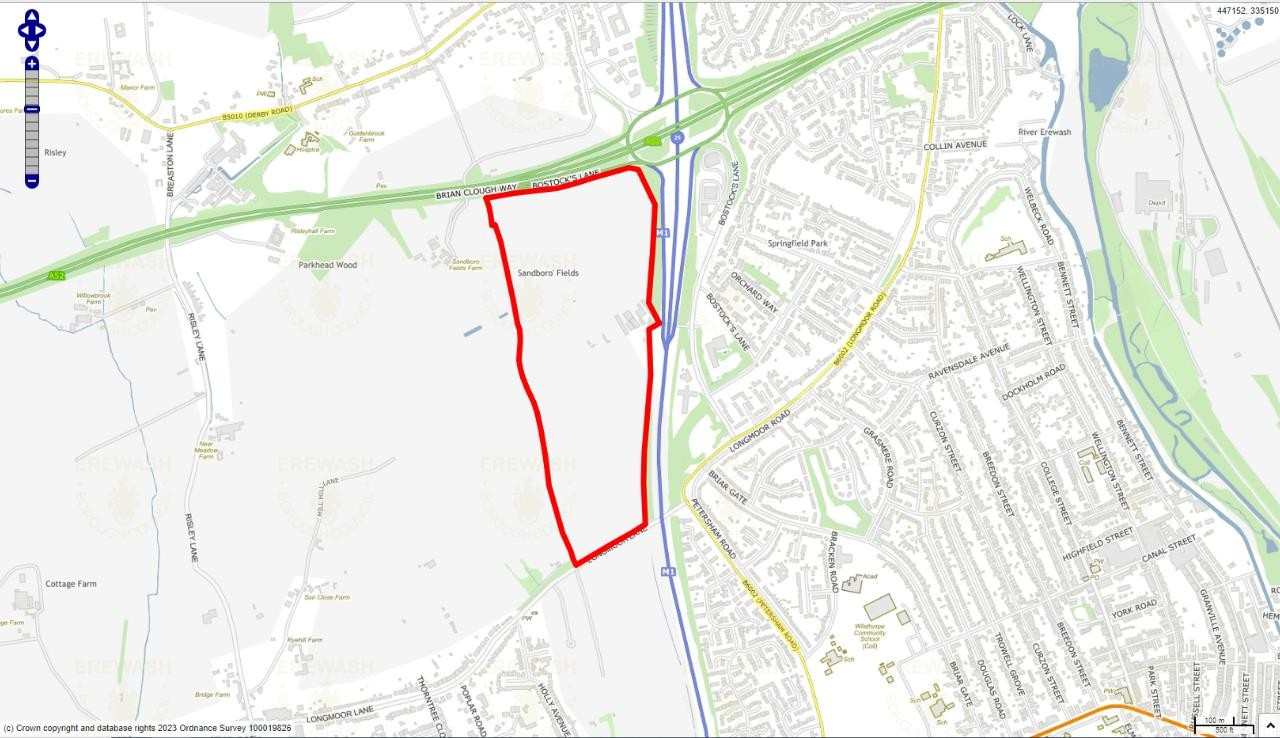 447152, 335150
LOCK LANE
EREWASH
Manor Farm
Sch
PW
B5010 (DERBY ROAD)
Goldenbrook Farm
Hospice
Risley
BREASTON LANE
25
River Erewash
COLLIN AVENUE
Pav
BRIAN CLOUGH WAY
BOSTOCK'S LANE
BOSTOCK'S LANE
WELBECK ROAD
Depot
Risleyhall Farm
M1
Springfield Park
Sch
Parkhead Wood
Sandboro Fields Farm
Sandboro' Fields
A52
Willowbrook Farm
Pav
ORCHARD WAY
BOSTOCK'S LANE
WELLINGTON STREET
BENNETT STREET
RISLEY LANE
B6002 (LONGMOOR ROAD)
RAVENSDALE AVENUE
DOCKHOLM ROAD
LONGMOOR ROAD
CURZON STREET
GRASMERE ROAD
Near Meadow Farm
BENNETT STREET
WELLINGTON STREET
Coll
EREWASH
EREWASH
EREWASH
BREEDON STREET
COLLEGE STREET
MILL HILL LANE
BRIAR GATE
RISLEY LANE
PETERSHAM ROAD
LONGMOOR LANE
BRACKEN ROAD
HIGHFIELD STREET
CANAL STREET
PW
PO
M1
Cottage Farm
Acad
B6002 (PETERSHAM ROAD)
Sun Close Farm
YORK ROAD
GRANVILLE AVENUE
PW
Wilsthorpe Community School (Coll)
Sch
Ryehill Farm
TROWELL GROVE
BREEDON STREET
CURZON STREET
EREWASH
EREWASH
EREWASH
BRIAR GATE
DOUGLAS ROAD
PARK STREET
Bridge Farm
THORNTREE
POPLAR ROAD
HOLLY AVENUE
Sch
Sch
PW
LONGMOOR LANE
100 m
500 ft
(c) Crown copyright and database rights 2023 Ordnance Survey 100019826